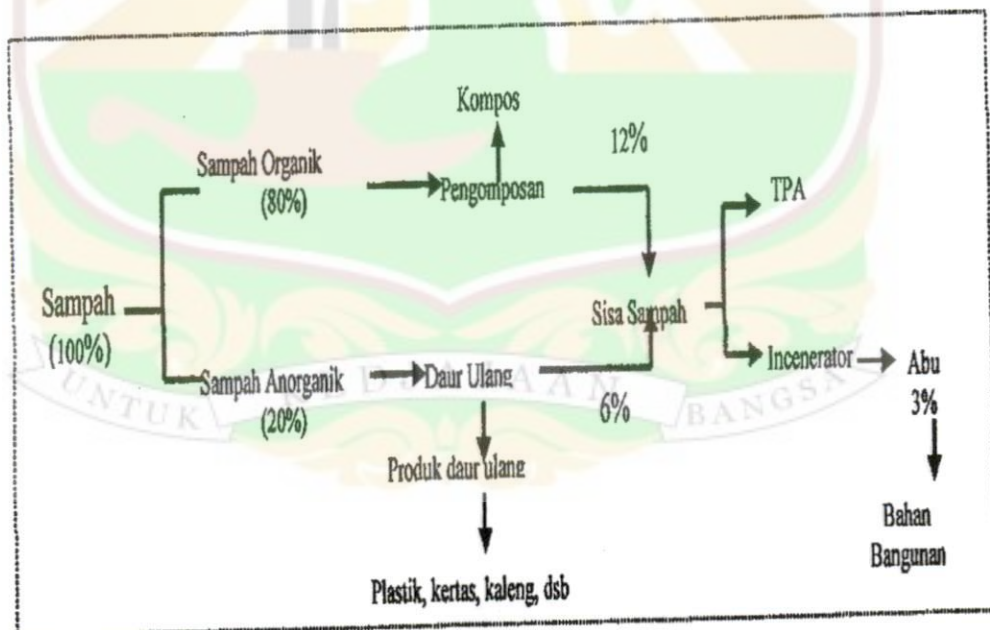 Kompos
12%
Sampah Organik
(80%)
Pengomposan
TPA
Sampah
(100%)
Sisa Sampah
Sampah Anorganik
(20%)
Daur Ulang
6%
Incenerator
Abu
3%
Produk daur ulang
Bahan
Bangunan
Plastik, kertas, kaleng, dsb
UNTUK KEDJAJAAN BANGSA